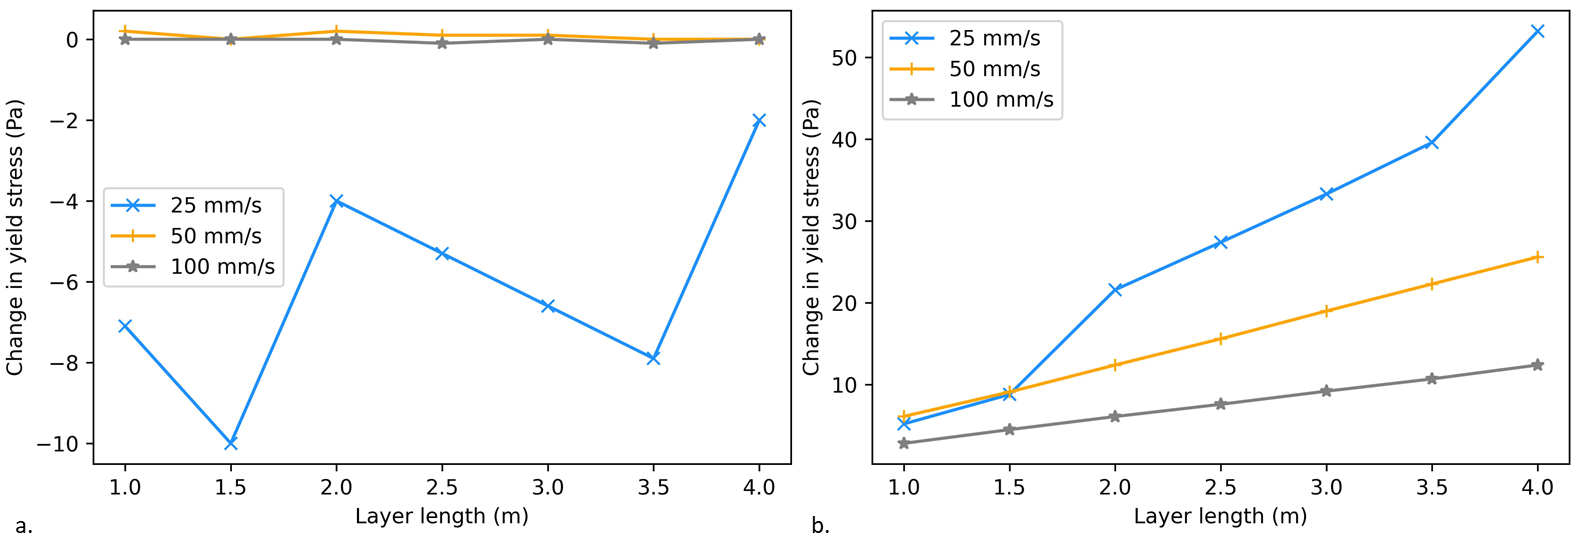 Change in yield stress (Pa)
0
−2
−4
−6
−8
−10
25 mm/s
50 mm/s
100 mm/s
1.0 1.5 2.0 2.5 3.0 3.5 4.0
Layer length (m)
a.
Change in yield stress (Pa)
50
40
30
20
10
25 mm/s
50 mm/s
100 mm/s
1.0 1.5 2.0 2.5 3.0 3.5 4.0
Layer length (m)
b.